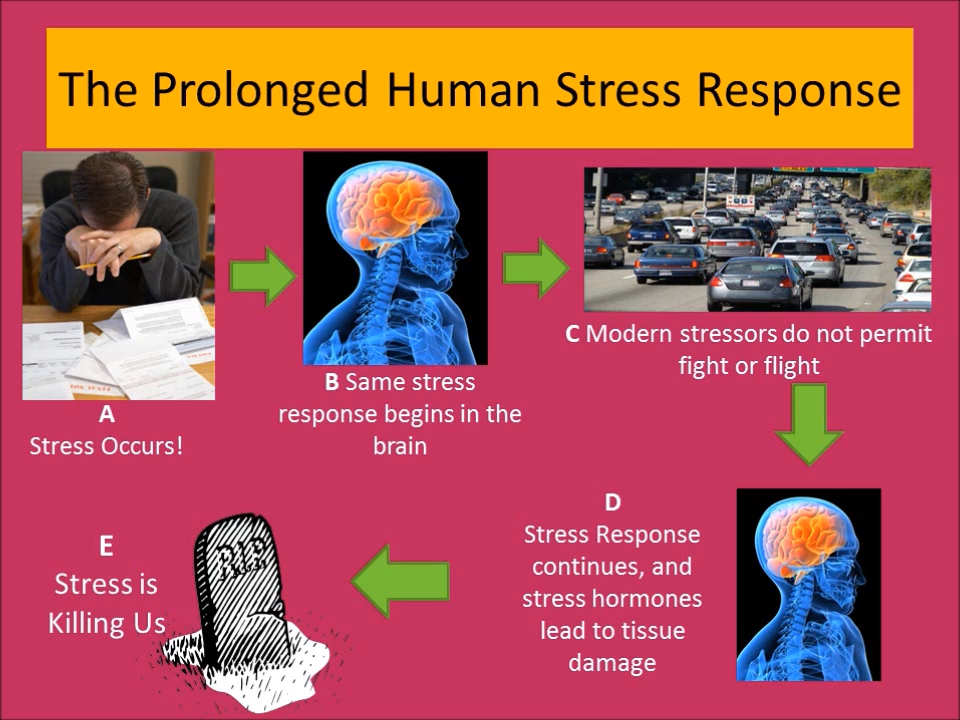 The Prolonged Human Stress Response
A
Stress Occurs!
B Same stress
response begins in the
brain
C Modern stressors do not permit
fight or flight
D
Stress Response
continues, and
stress hormones
lead to tissue
damage
E
Stress is
Killing Us
RIP